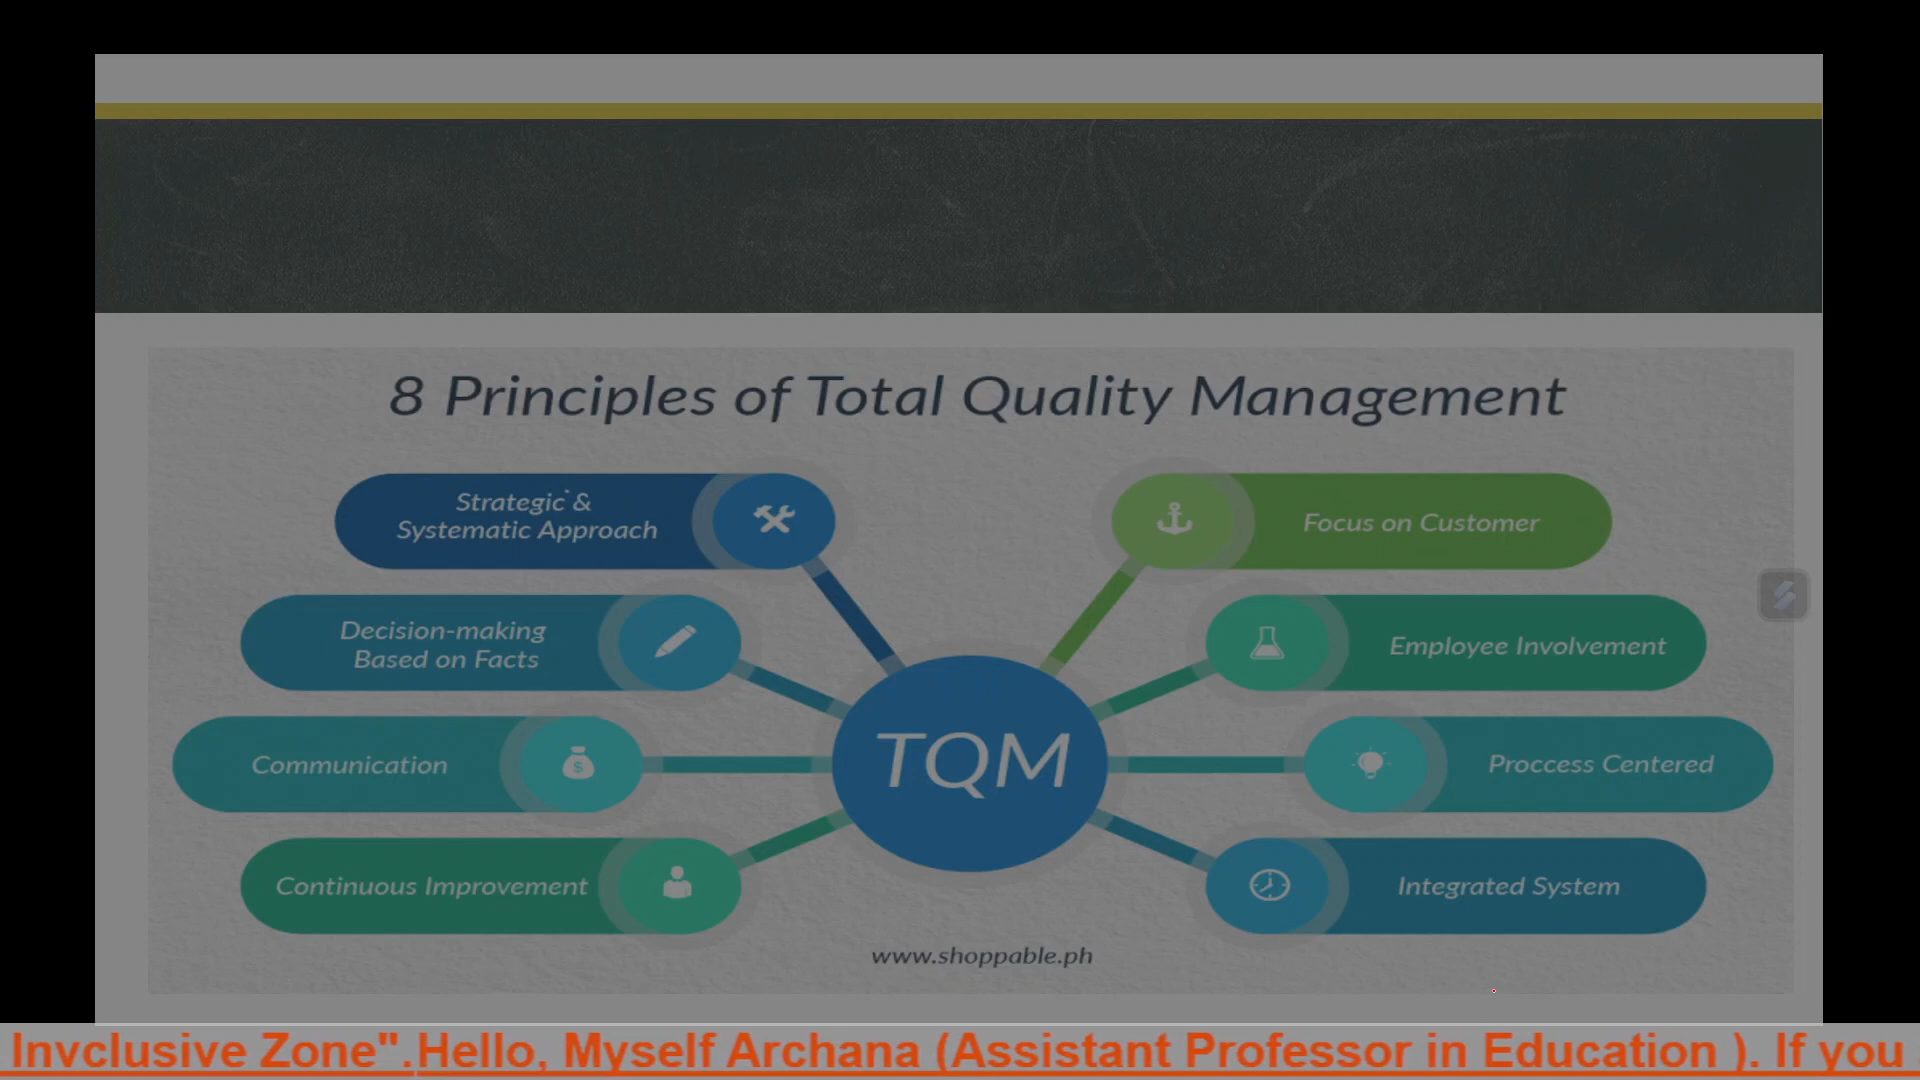 8 Principles of Total Quality Management
Strategic &
Systematic Approach
Focus on Customer
Decision-making
Based on Facts
Employee Involvement
Communication
TQM
Proccess Centered
Continuous Improvement
Integrated System
www.shoppable.ph
Invclusive Zone".Hello, Myself Archana (Assistant Professor in Education ). If you